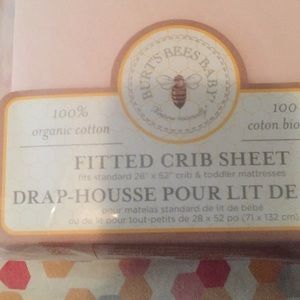 BURT'S BEES BABY
100%
organic cotton
100
coton bio
FITTED CRIB SHEET
fits standard 28" x 52" crib & toddler mattresses
DRAP-HOUSSE POUR LIT DE
pour matelas standard de lit de bébé
ou de lit pour tout-petits de 28 x 52 po (71 x 132 cm)